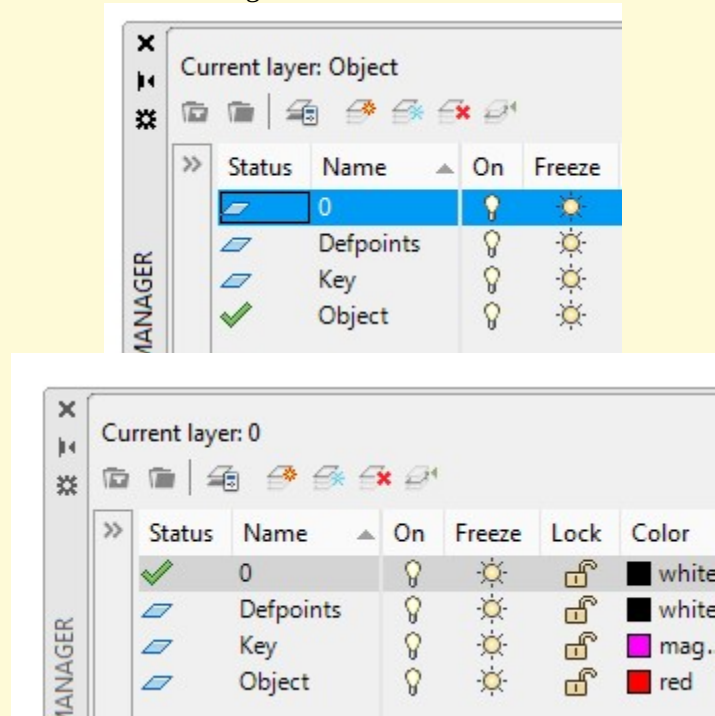 Current layer: Object
Status Name On Freeze
0
Defpoints
Key
Object
MANAGER
Current layer: 0
Status Name On Freeze Lock Color
0 white
Defpoints white
Key mag...
Object red
MANAGER